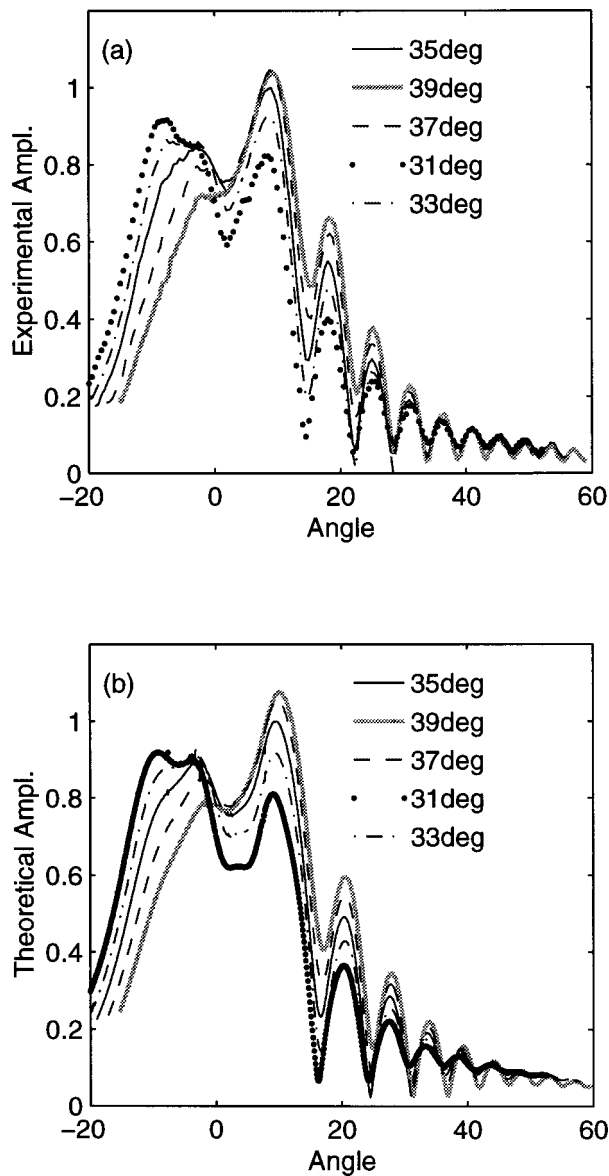 (a)
35deg
39deg
37deg
31deg
33deg
Experimental Ampl.
1
0.8
0.6
0.4
0.2
0
−20
0
20
40
60
Angle
(b)
35deg
39deg
37deg
31deg
33deg
Theoretical Ampl.
1
0.8
0.6
0.4
0.2
0
−20
0
20
40
60
Angle